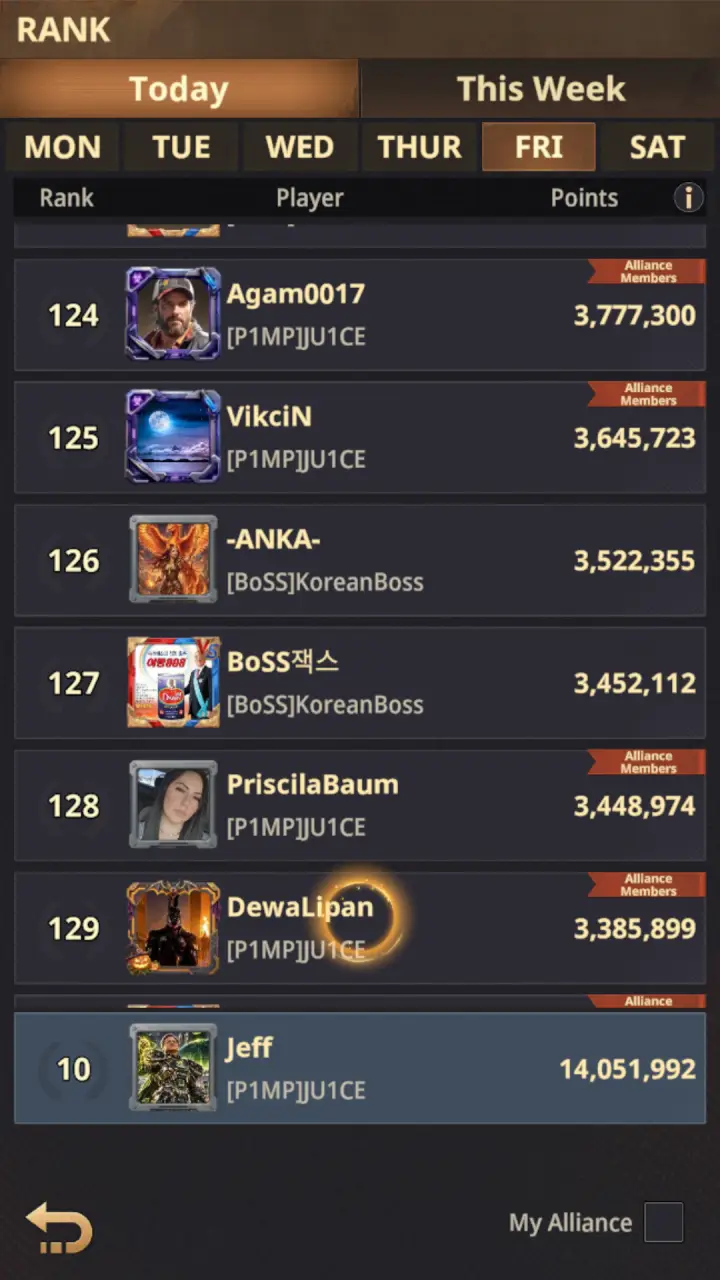 RANK
Today
This Week
MON
TUE
WED
THUR
FRI
SAT
Rank
Player
Points
i
124
Agam0017
[P1MP]JU1CE
Alliance
Members
3,777,300
125
VikciN
[P1MP]JU1CE
Alliance
Members
3,645,723
126
-ANKA-
[BoSS]KoreanBoss
3,522,355
127
BoSS잭스
[BoSS]KoreanBoss
3,452,112
128
PriscilaBaum
[P1MP]JU1CE
Alliance
Members
3,448,974
129
DewaLipan
[P1MP]JU1CE
Alliance
Members
3,385,899
Alliance
10
Jeff
[P1MP]JU1CE
14,051,992
My Alliance